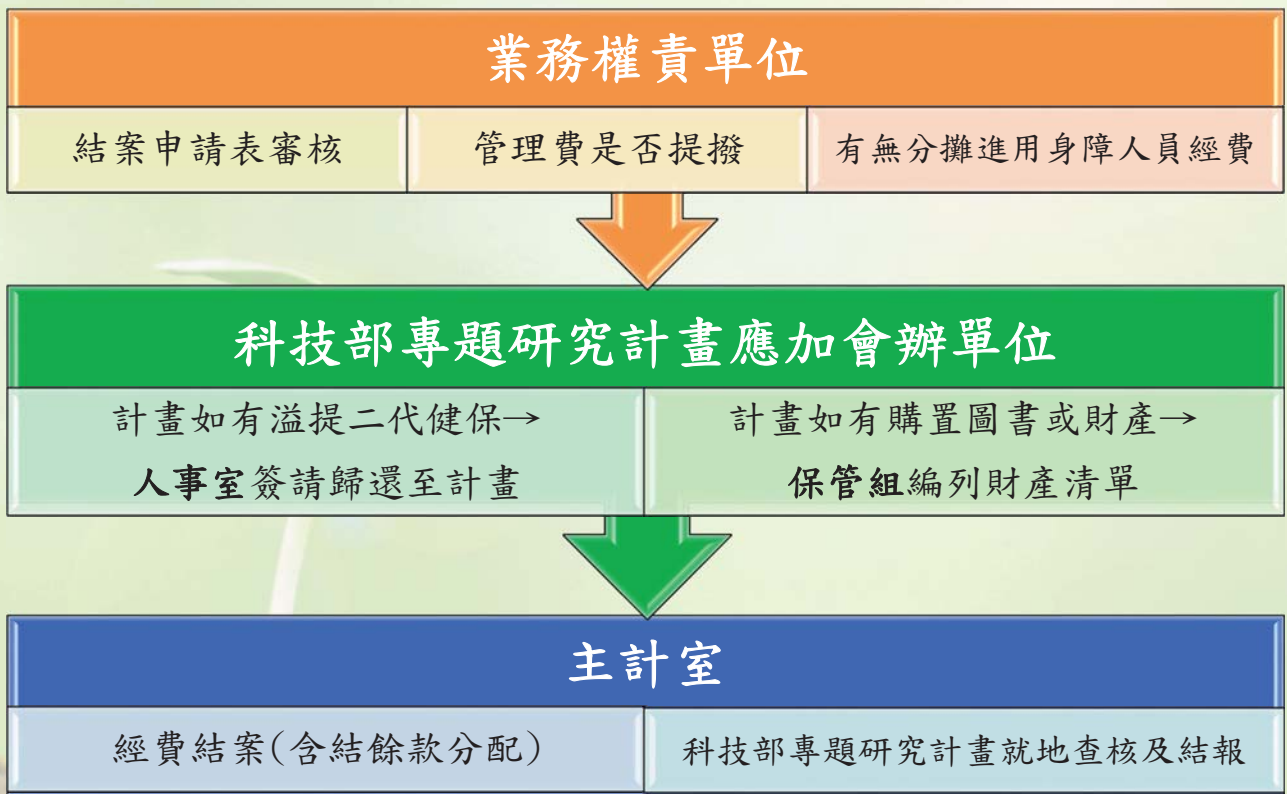 業務權責單位
結案申請表審核
管理費是否提撥
有無分攤進用身障人員經費
科技部專題研究計畫應加會辦單位
計畫如有溢提二代健保→
人事室簽請歸還至計畫
計畫如有購置圖書或財產→
保管組編列財產清單
主計室
經費結案(含結餘款分配)
科技部專題研究計畫就地查核及結報